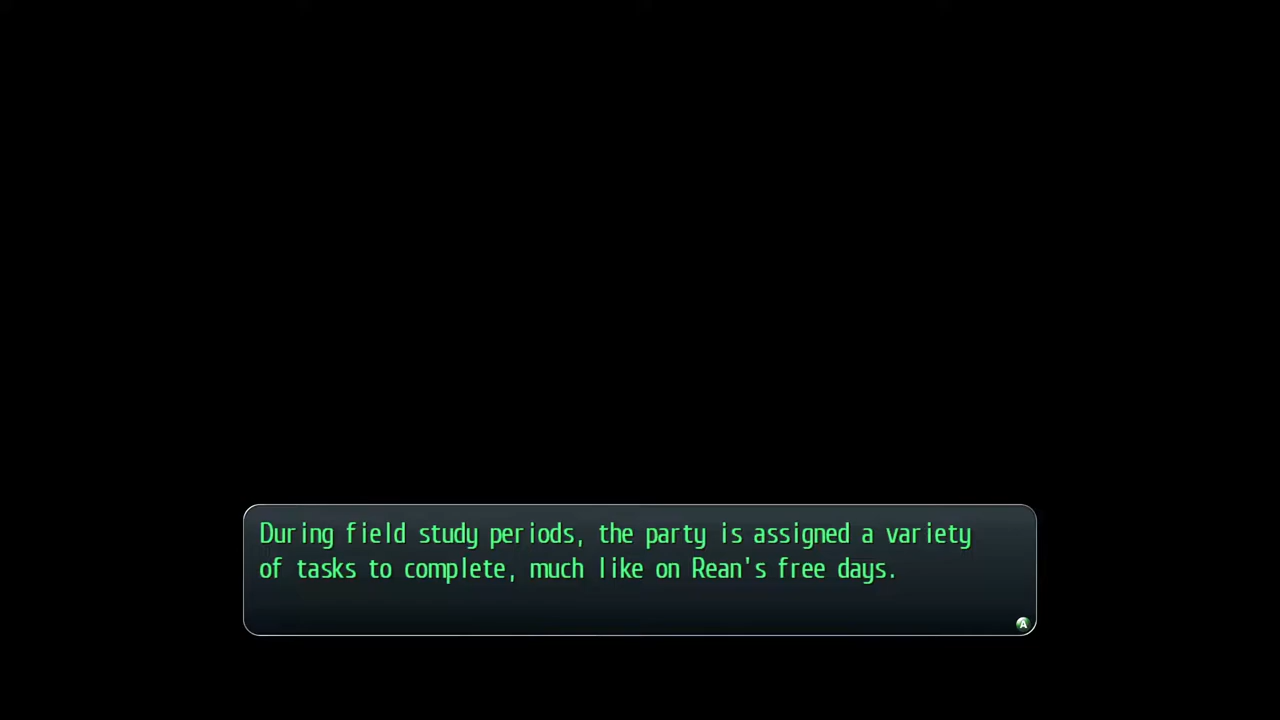 During field study periods, the party is assigned a variety
of tasks to complete, much like on Rean's free days.
A